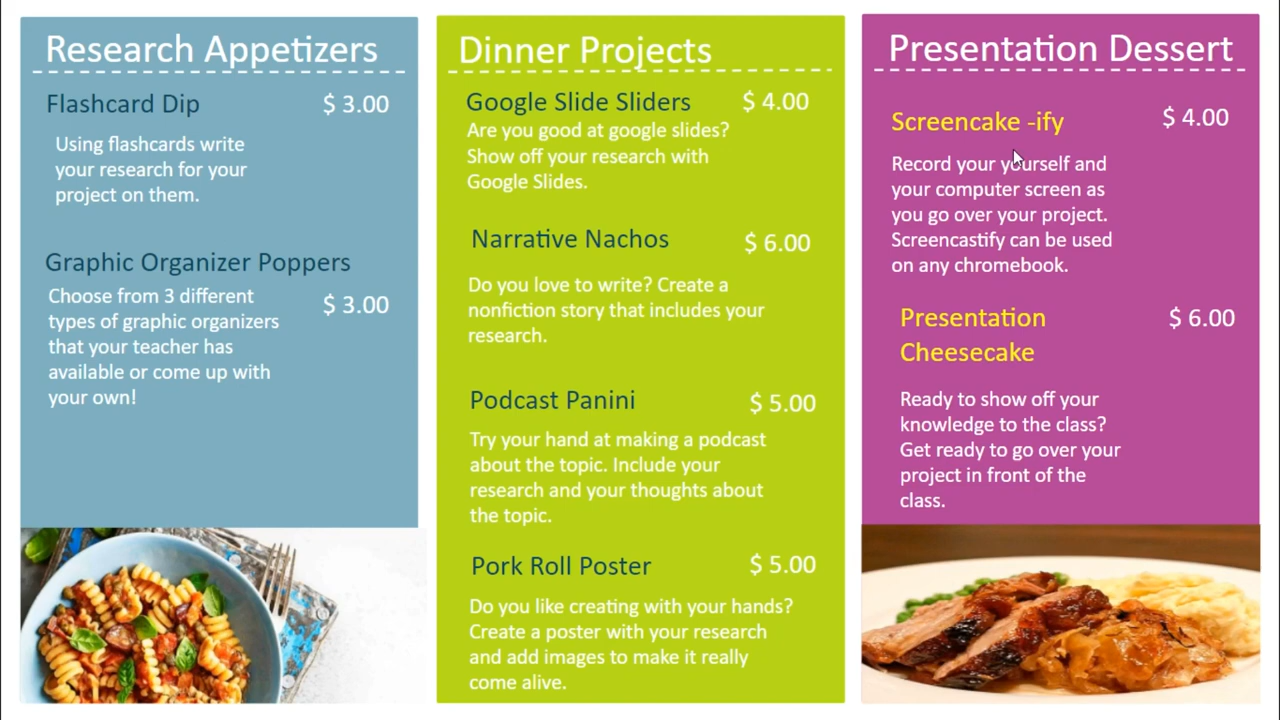 Research Appetizers
Flashcard Dip $ 3.00
Using flashcards write
your research for your
project on them.
Graphic Organizer Poppers
$ 3.00
Choose from 3 different
types of graphic organizers
that your teacher has
available or come up with
your own!
Dinner Projects
Google Slide Sliders $ 4.00
Are you good at google slides?
Show off your research with
Google Slides.
Narrative Nachos $ 6.00
Do you love to write? Create a
nonfiction story that includes your
research.
Podcast Panini $ 5.00
Try your hand at making a podcast
about the topic. Include your
research and your thoughts about
the topic.
Pork Roll Poster $ 5.00
Do you like creating with your hands?
Create a poster with your research
and add images to make it really
come alive.
Presentation Dessert
Screencake -ify $ 4.00
Record your yourself and
your computer screen as
you go over your project.
Screencastify can be used
on any chromebook.
Presentation $ 6.00
Cheesecake
Ready to show off your
knowledge to the class?
Get ready to go over your
project in front of the
class.